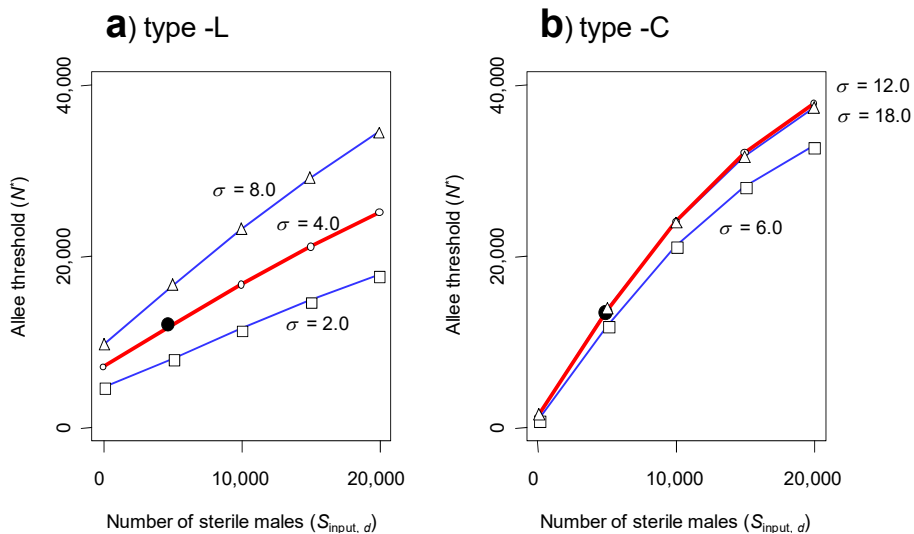 a) type -L
b) type -C
Allee threshold (N*)
40,000
20,000
0
σ = 8.0
σ = 4.0
σ = 2.0
0
10,000
20,000
Number of sterile males (Sinput, d)
Allee threshold (N*)
40,000
20,000
0
σ = 12.0
σ = 18.0
σ = 6.0
0
10,000
20,000
Number of sterile males (Sinput, d)